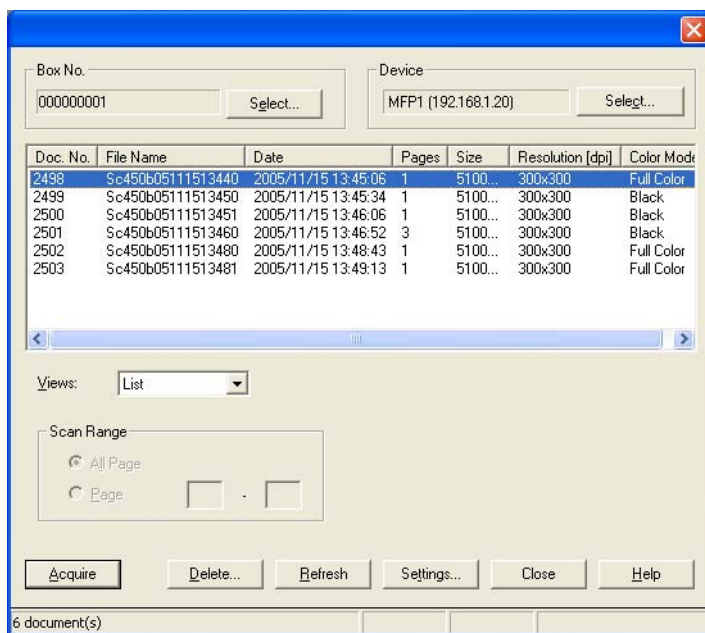 Box No.
000000001 Select...
Device
MFP1 (192.168.1.20) Select...
Doc. No. File Name Date Pages Size Resolution [dpi] Color Mode
2498 Sc450b05111513440 2005/11/15 13:45:06 1 5100... 300x300 Full Color
2499 Sc450b05111513450 2005/11/15 13:45:34 1 5100... 300x300 Black
2500 Sc450b05111513451 2005/11/15 13:46:06 1 5100... 300x300 Black
2501 Sc450b05111513460 2005/11/15 13:46:52 3 5100... 300x300 Black
2502 Sc450b05111513480 2005/11/15 13:48:43 1 5100... 300x300 Full Color
2503 Sc450b05111513481 2005/11/15 13:49:13 1 5100... 300x300 Full Color
Views: List
Scan Range
All Page
Page -
Acquire Delete... Refresh Settings... Close Help
6 document(s)